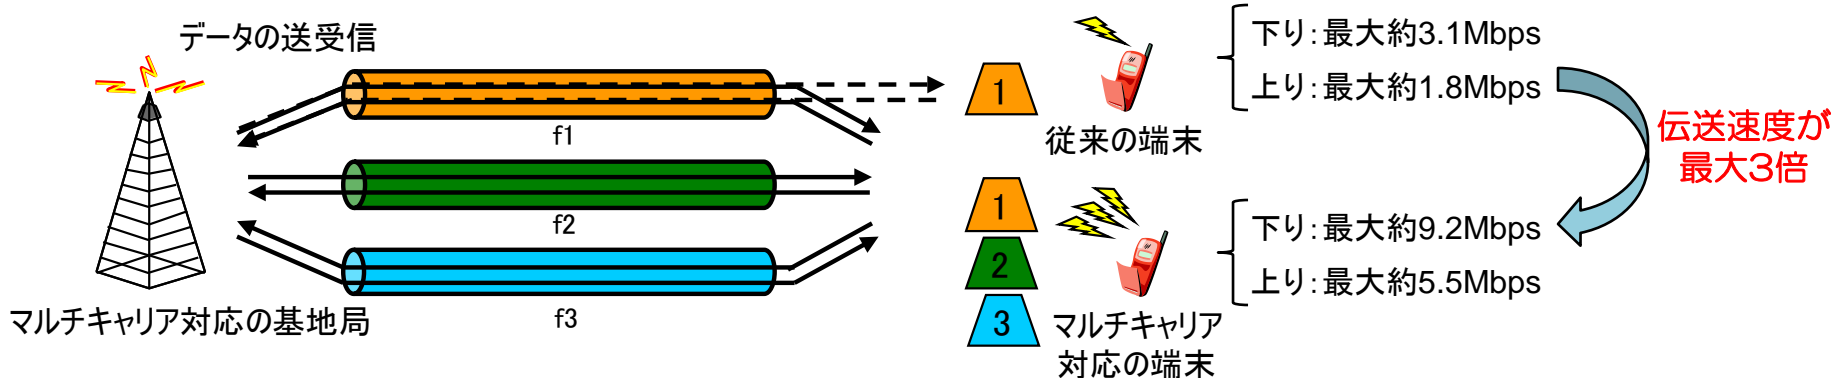 データの送受信
f1
f2
f3
マルチキャリア対応の基地局
1
従来の端末
下り：最大約3.1Mbps
上り：最大約1.8Mbps
1
2
3
マルチキャリア
対応の端末
下り：最大約9.2Mbps
上り：最大約5.5Mbps
伝送速度が
最大3倍